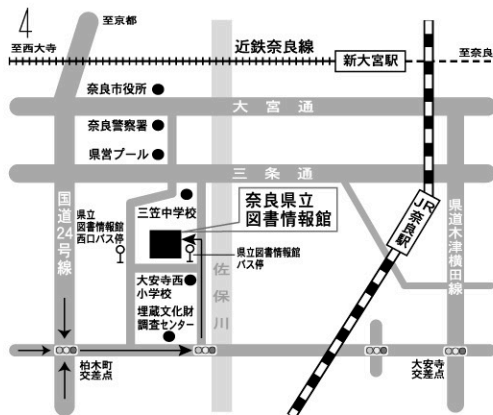 4
至京都
至西大寺
近鉄奈良線
新大宮駅
至奈良
奈良市役所
大宮通
奈良警察署
県営プール
三条通
国道24号線
三笠中学校
奈良県立
図書情報館
JR奈良駅
県道木津横田線
県立
図書情報館
西口バス停
県立図書情報館
バス停
佐保川
大安寺西
小学校
埋蔵文化財
調査センター
柏木町
交差点
大安寺
交差点